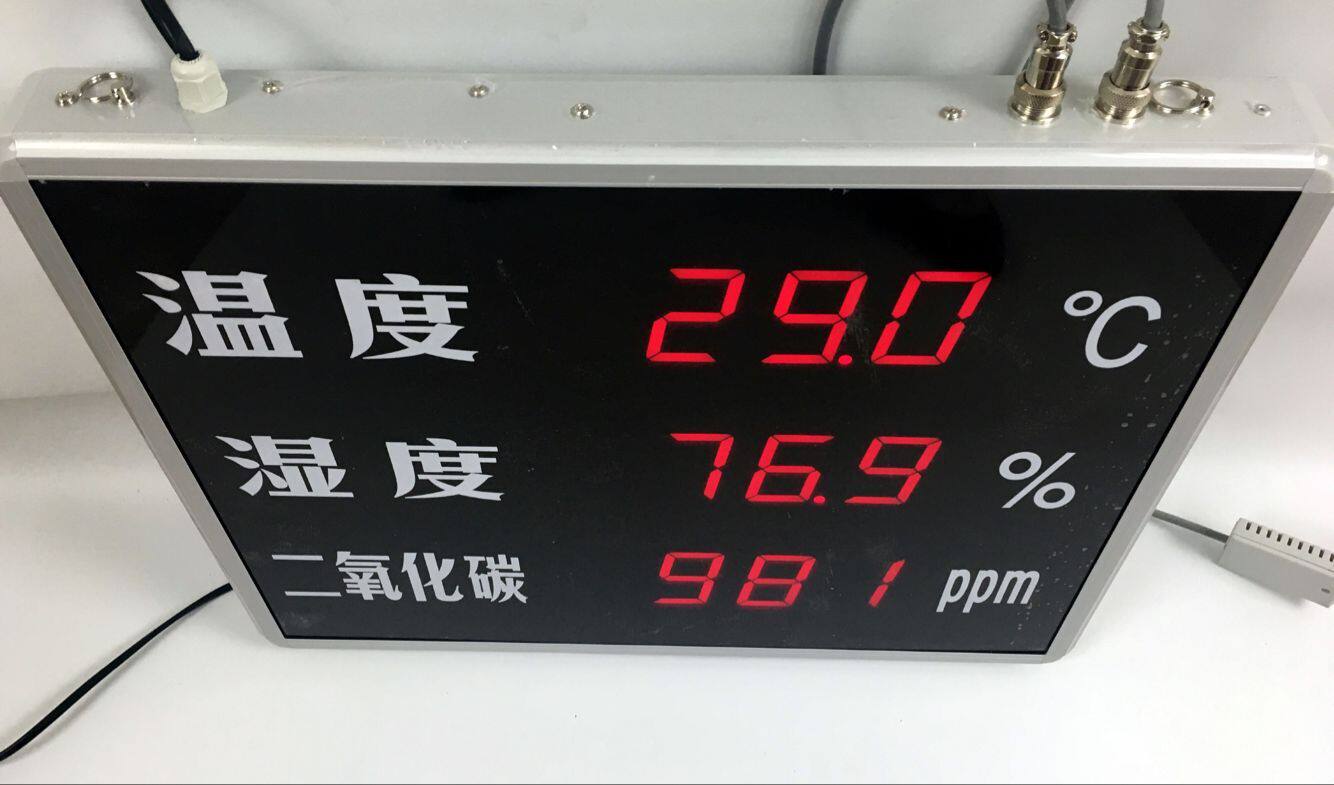 温度 29.0 ℃
湿度 76.9 %
二氧化碳 981 ppm